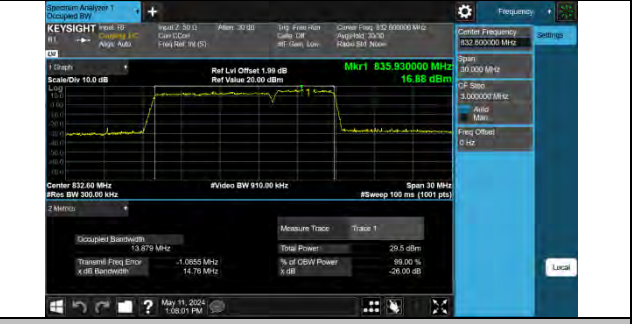 Spectrum Analyzer 1
Occupied BW
Frequency
KEYSIGHT Input: RF
Coupling: DC
Align: Auto
Input Z: 50 Ω
Corr CCorr
Freq Ref: Int (S)
Atten: 30 dB
Trig: Free Run
Gate: Off
#IF Gain: Low
Center Freq: 832.600000 MHz
Avg|Hold: 30/30
Radio Std: None
Center Frequency
832.600000 MHz
Settings
Span
30.000 MHz
CF Step
3.000000 MHz
Auto
Man
Freq Offset
0 Hz
1 Graph
Scale/Div 10.0 dB
Ref Lvl Offset 1.99 dB
Ref Value 20.00 dBm
Mkr1 835.930000 MHz
16.88 dBm
Log
Center 832.60 MHz
#Res BW 300.00 kHz
#Video BW 910.00 kHz
Span 30 MHz
#Sweep 100 ms (1001 pts)
2 Metrics
Measure Trace
Trace 1
Occupied Bandwidth
13.879 MHz
Total Power
29.5 dBm
Transmit Freq Error
-1.0655 MHz
% of OBW Power
99.00 %
x dB Bandwidth
14.76 MHz
x dB
-26.00 dB
Local
May 11, 2024
1:08:01 PM